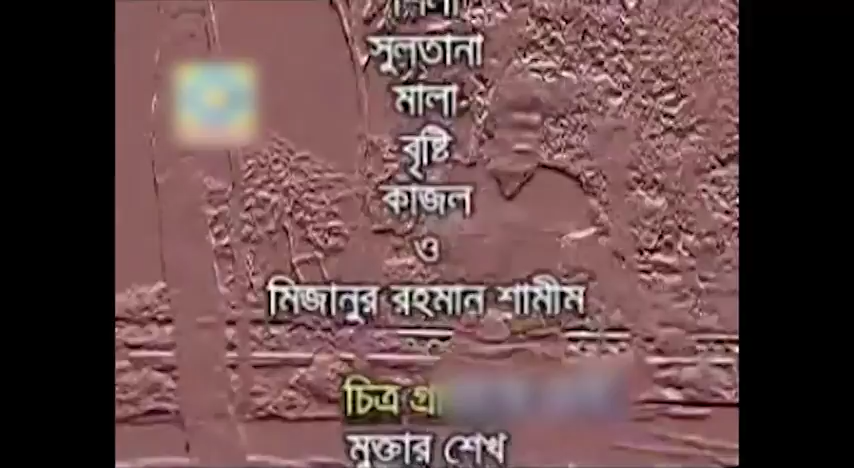 সুলতানা
মালা
বৃষ্টি
কাজল
ও
মিজানুর রহমান শামীম
চিত্র
মুক্তার শেখ